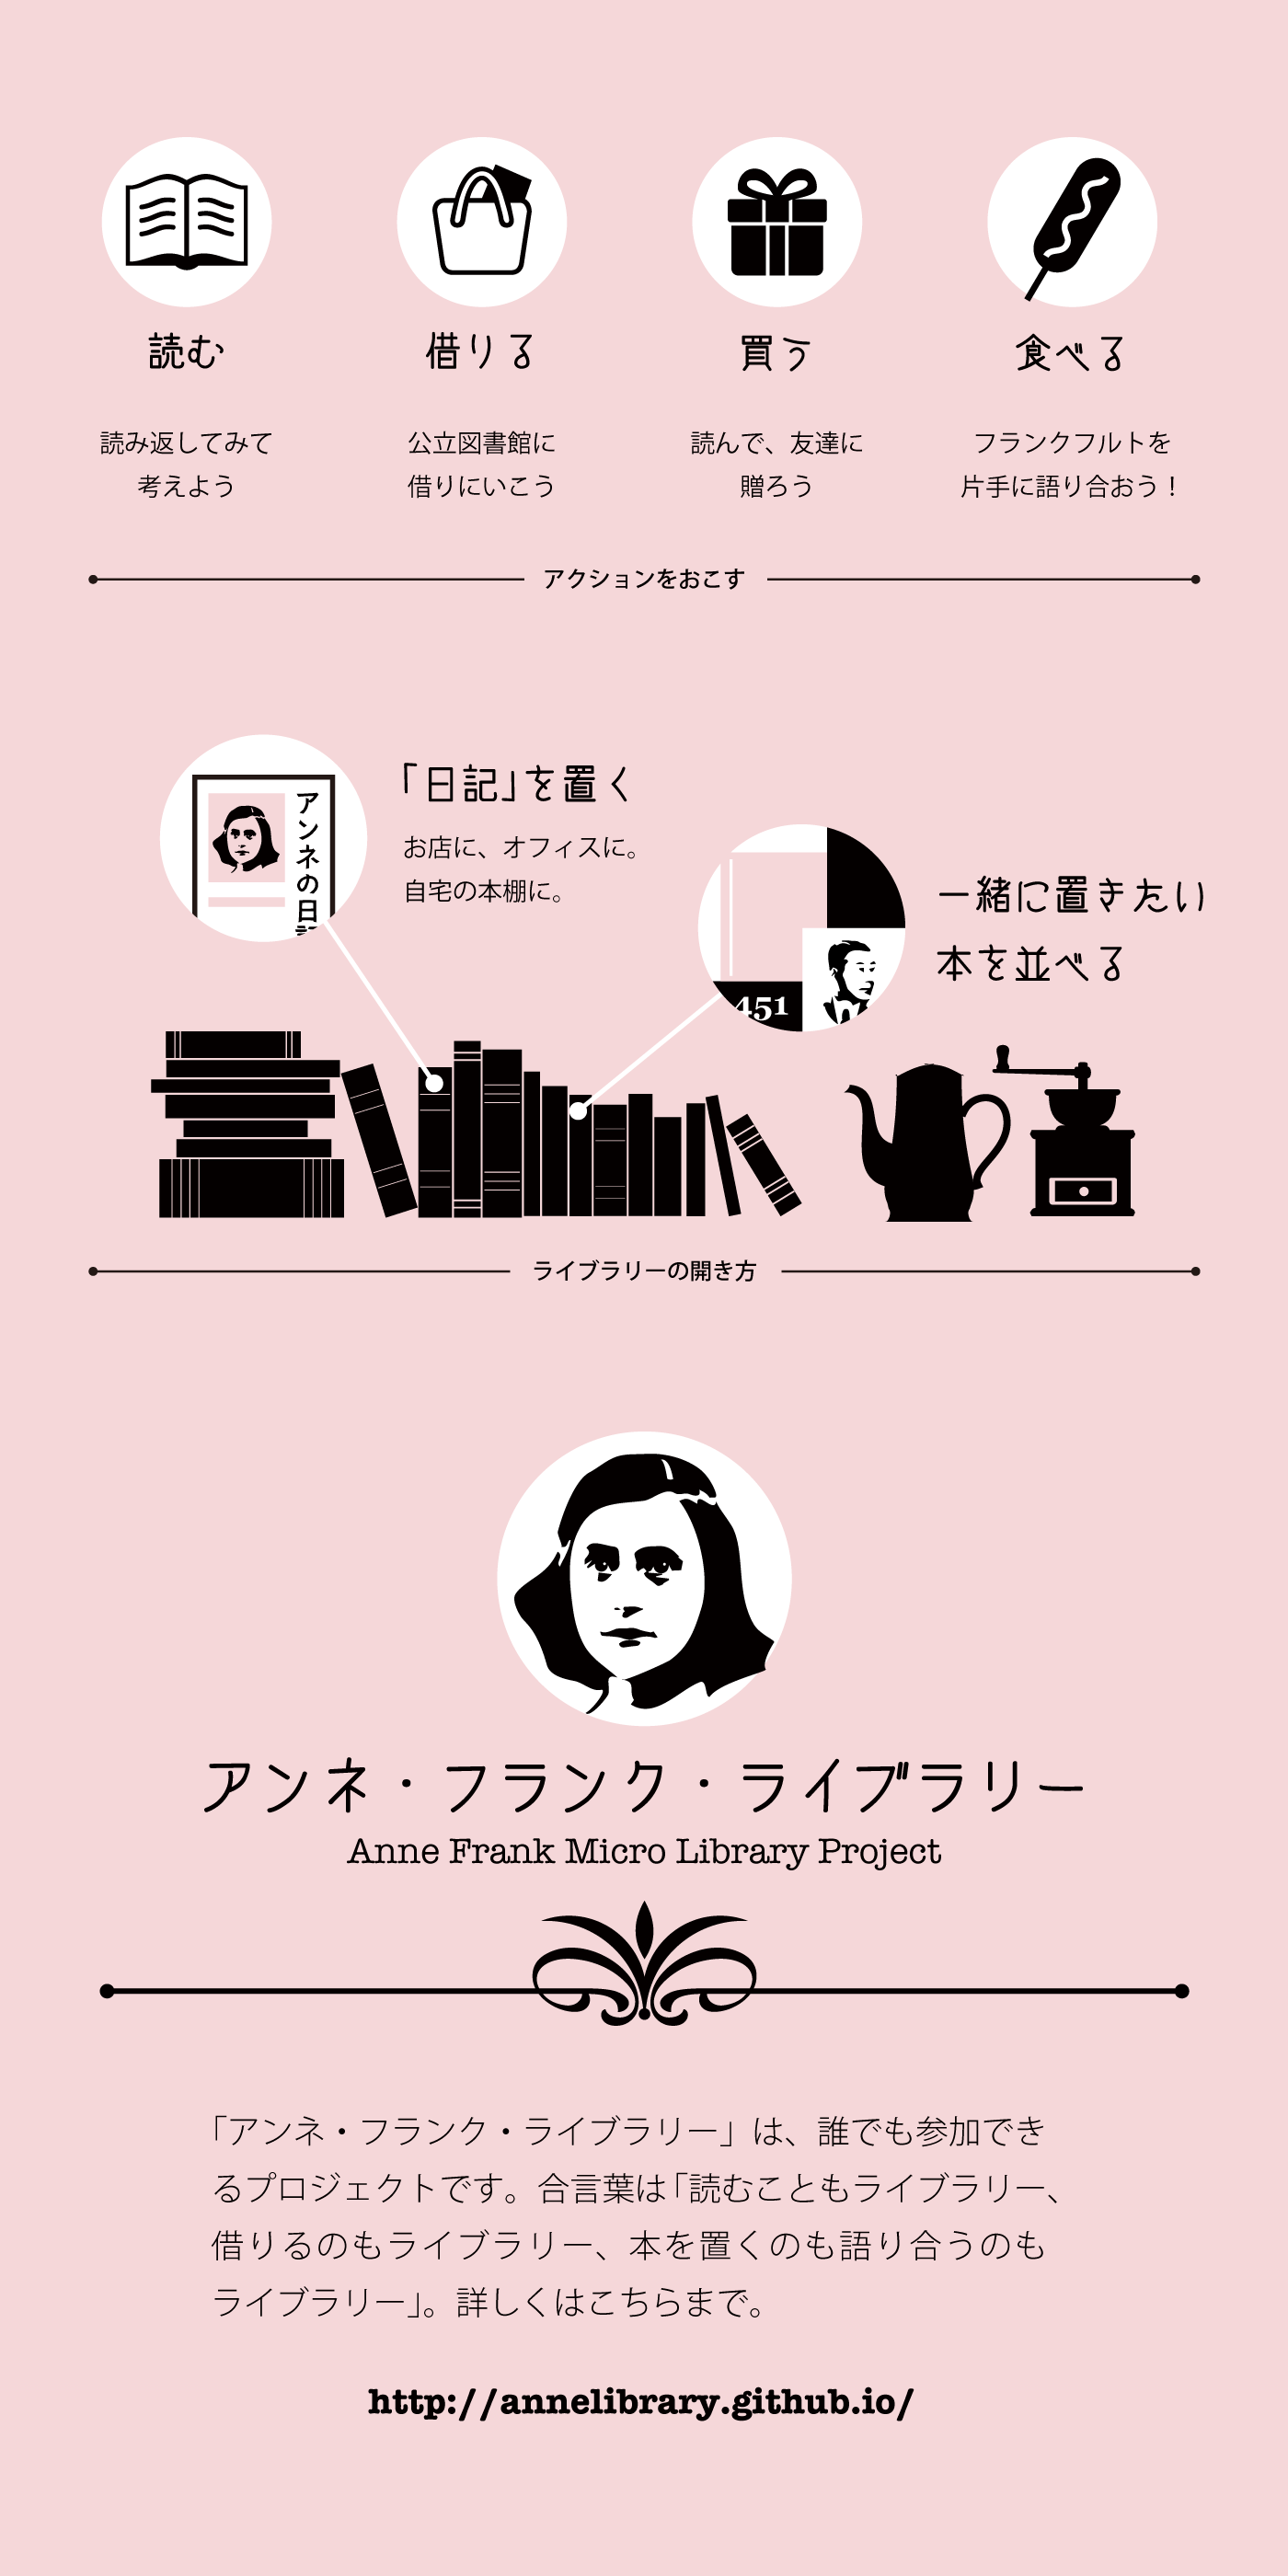 読む
読み返してみて
考えよう
借りる
公立図書館に
借りにいこう
買う
読んで、友達に
贈ろう
食べる
フランクフルトを
片手に語り合おう！
アクションをおこす
アンネの日記
「日記」を置く
お店に、オフィスに。
自宅の本棚に。
451
一緒に置きたい
本を並べる
ライブラリーの開き方
アンネ・フランク・ライブラリー
Anne Frank Micro Library Project
「アンネ・フランク・ライブラリー」は、誰でも参加でき
るプロジェクトです。合言葉は「読むこともライブラリー、
借りるのもライブラリー、本を置くのも語り合うのも
ライブラリー」。詳しくはこちらまで。
http://annelibrary.github.io/